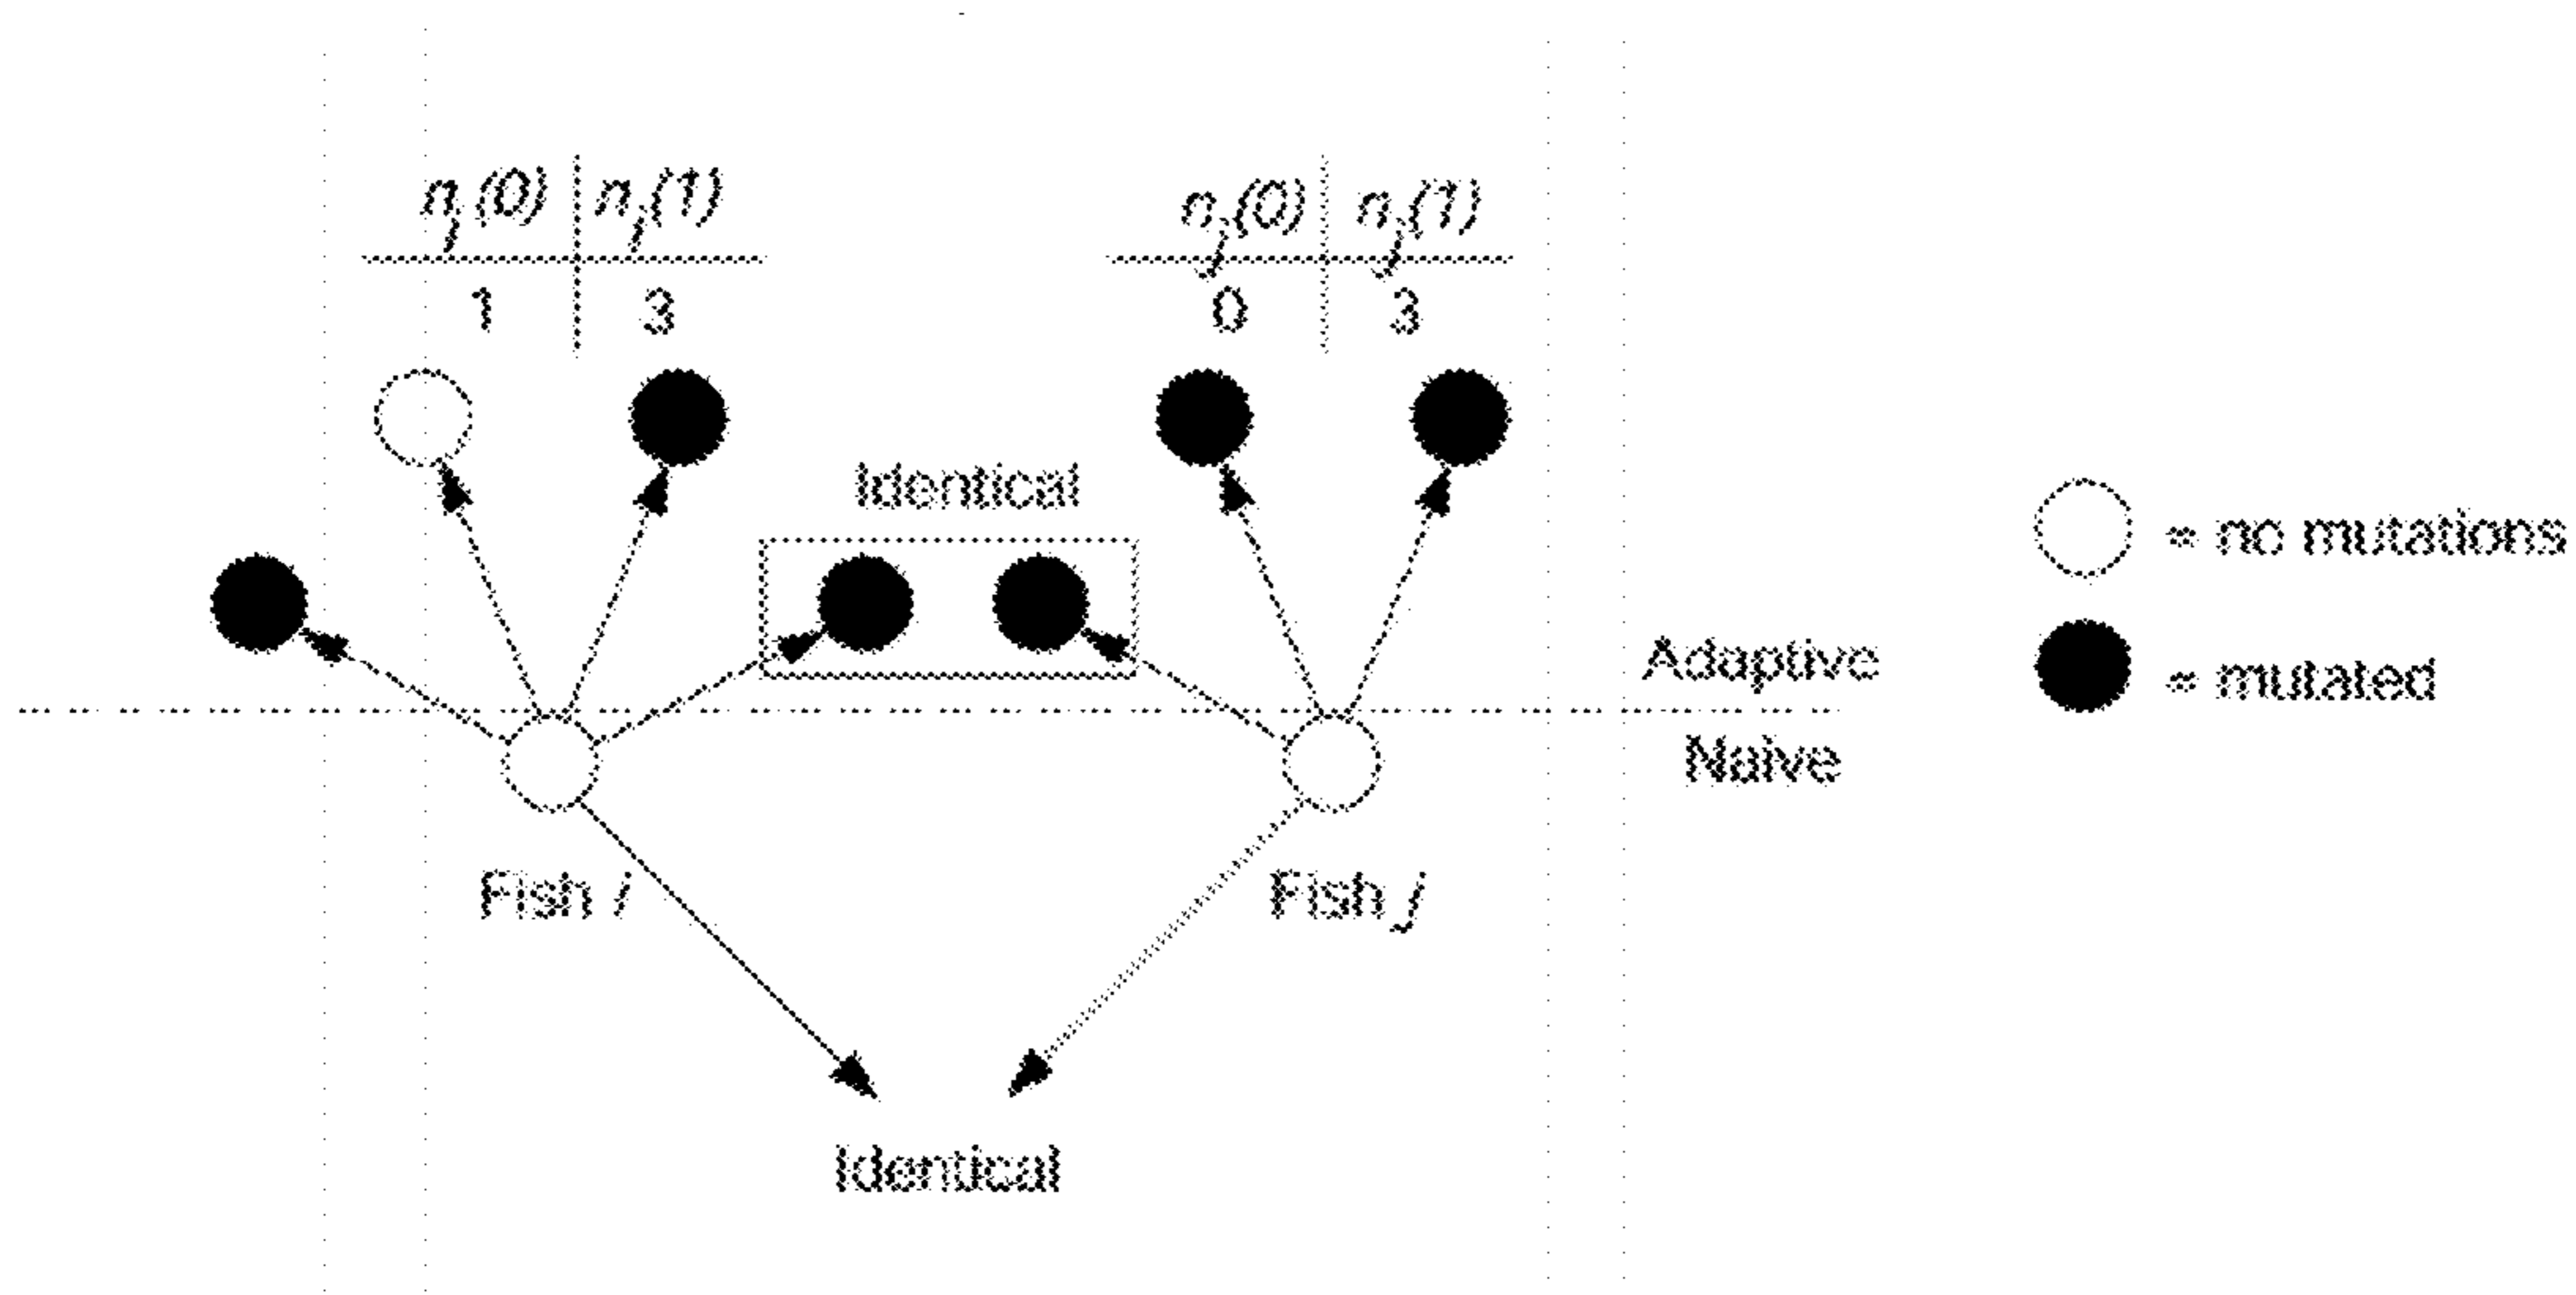 n_i(0) n_i(1)
1 3
n_j(0) n_j(1)
0 3
Identical
= no mutations
= mutated
Adaptive
Naive
Fish i
Fish j
Identical